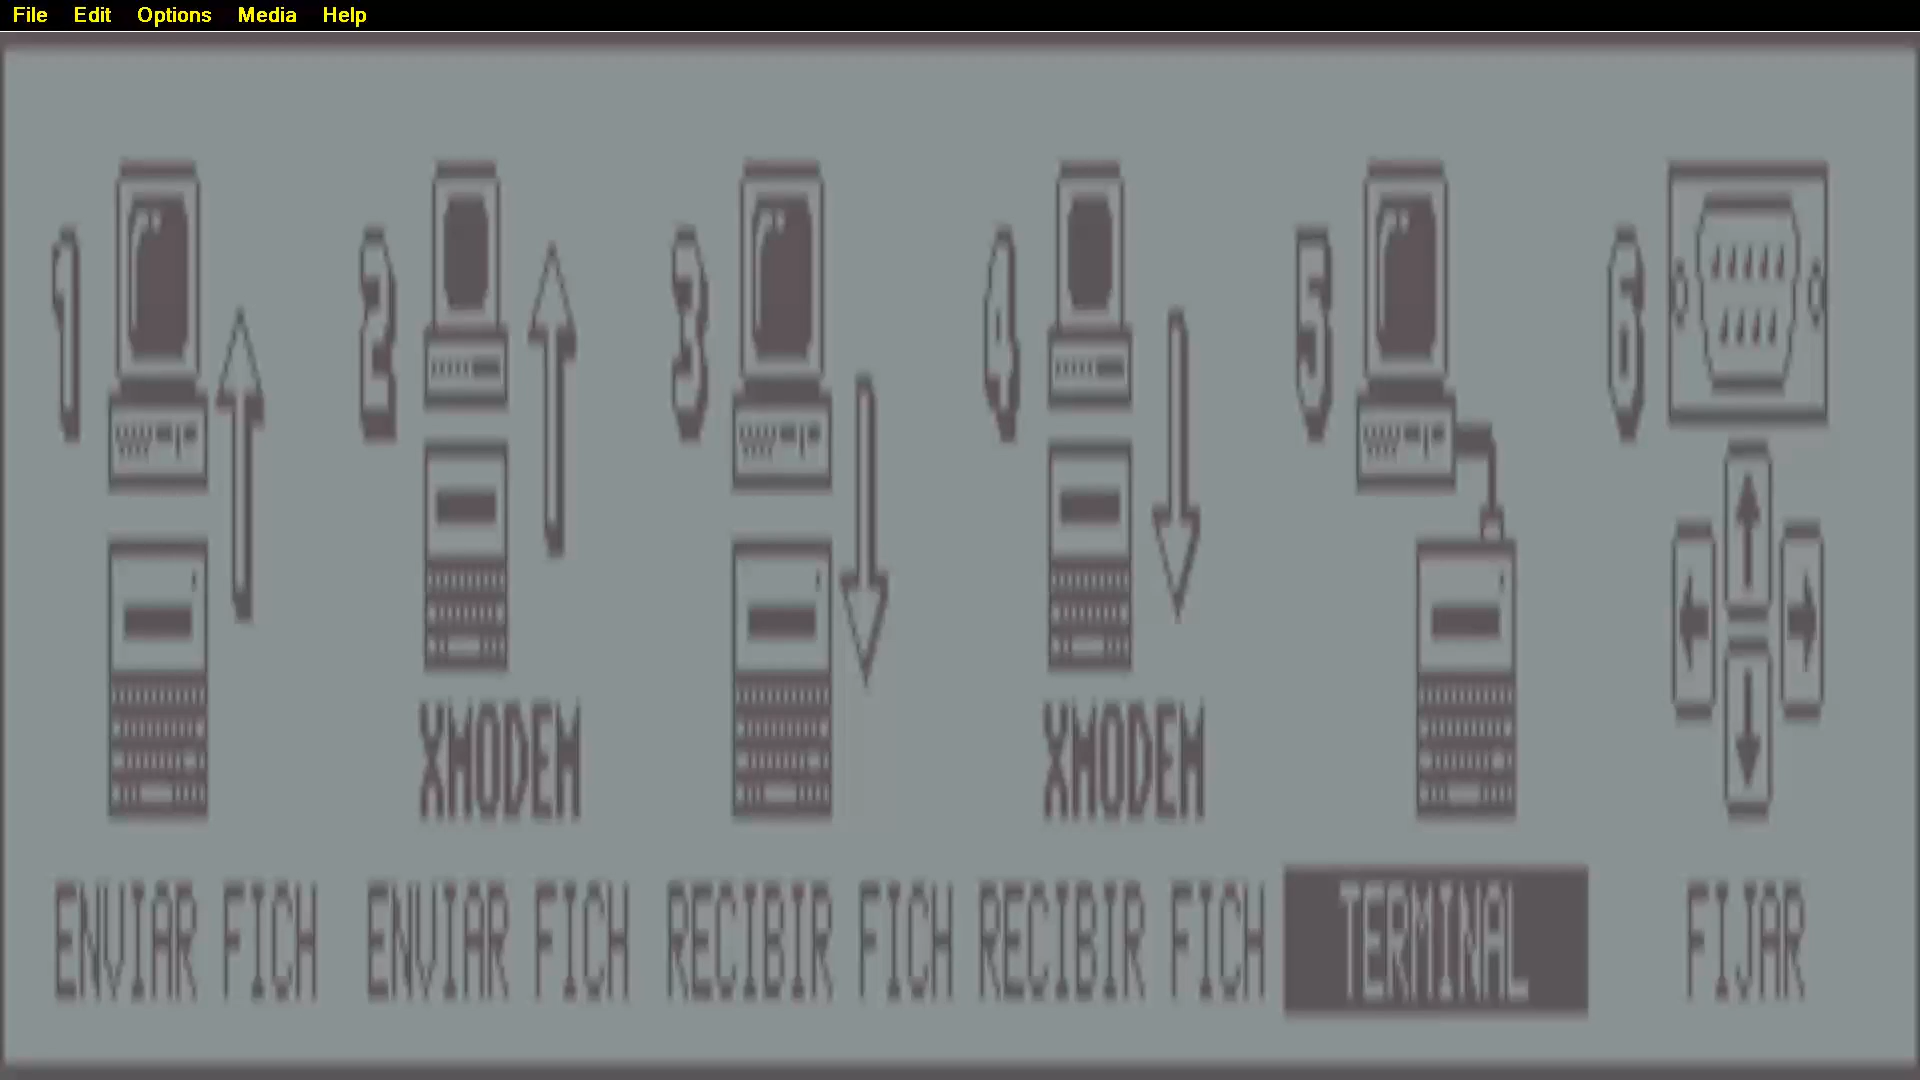 File Edit Options Media Help
1 2 3 4 5 6
XMODEM XMODEM
ENVIAR FICH ENVIAR FICH RECIBIR FICH RECIBIR FICH TERMINAL FIJAR